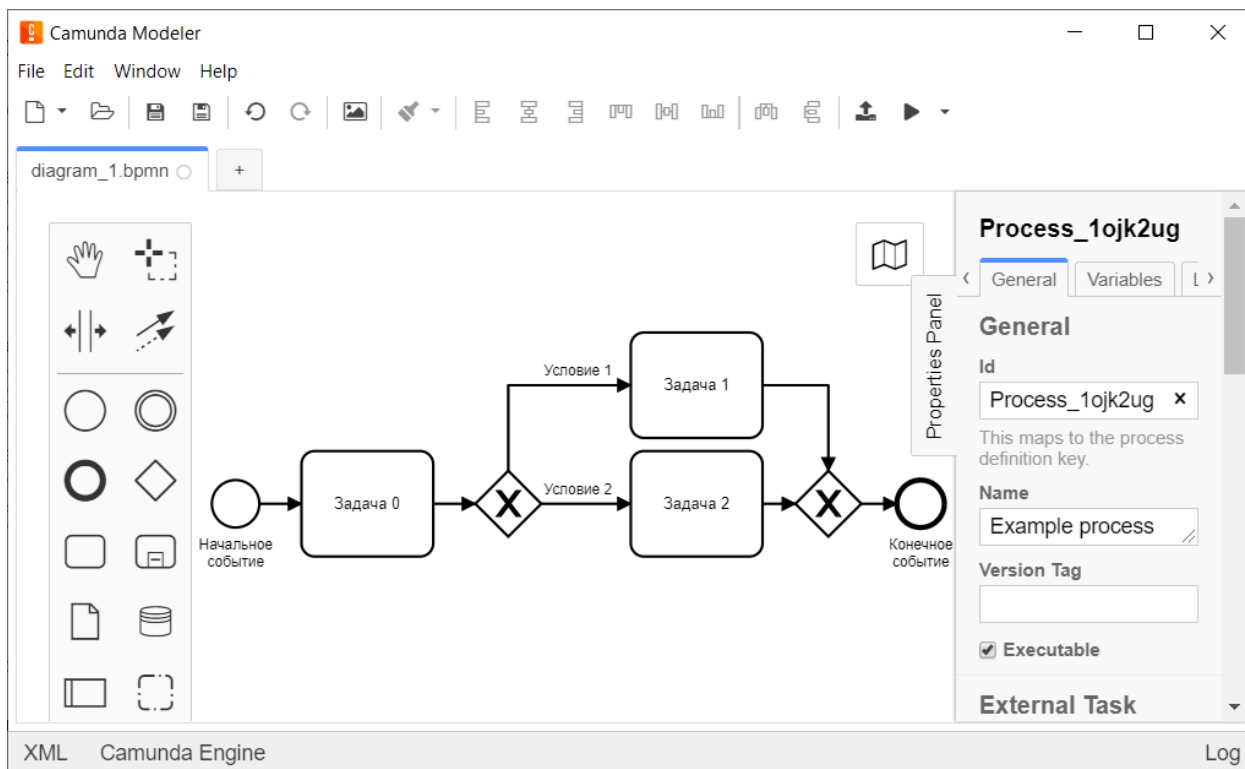 Camunda Modeler
File Edit Window Help
diagram_1.bpmn +
Process_1ojk2ug
General Variables L
General
Id
Process_1ojk2ug
This maps to the process
definition key.
Name
Example process
Version Tag
Executable
External Task
Properties Panel
Условие 1
Задача 1
Задача 0
Условие 2
Задача 2
Начальное
событие
Конечное
событие
XML Camunda Engine Log